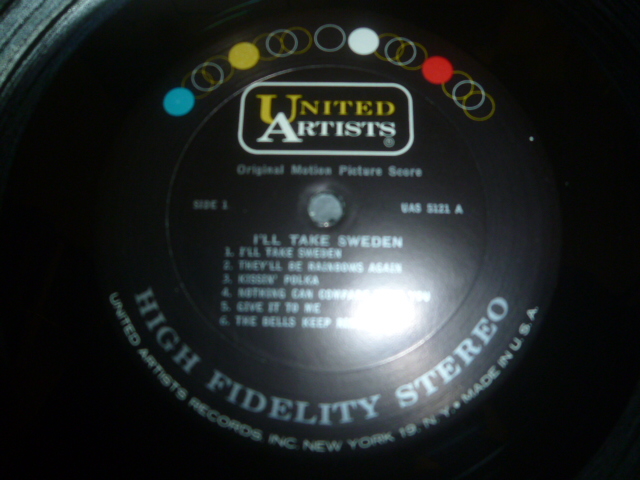 UNITED
ARTISTS®
Original Motion Picture Score
SIDE 1
UAS 5121 A
I'LL TAKE SWEDEN
1. I'LL TAKE SWEDEN
2. THEY'LL BE RAINBOWS AGAIN
3. KISSIN' POLKA
4. NOTHING CAN COMPARE YOU
5. GIVE IT TO ME
6. THE BELLS KEEP
HIGH FIDELITY STEREO
UNITED ARTISTS RECORDS, INC. NEW YORK 19, N.Y. • MADE IN U.S.A.